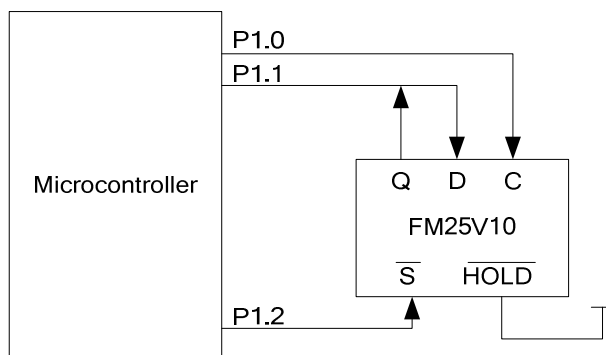 P1.0
P1.1
Microcontroller
Q D C
FM25V10
S HOLD
P1.2